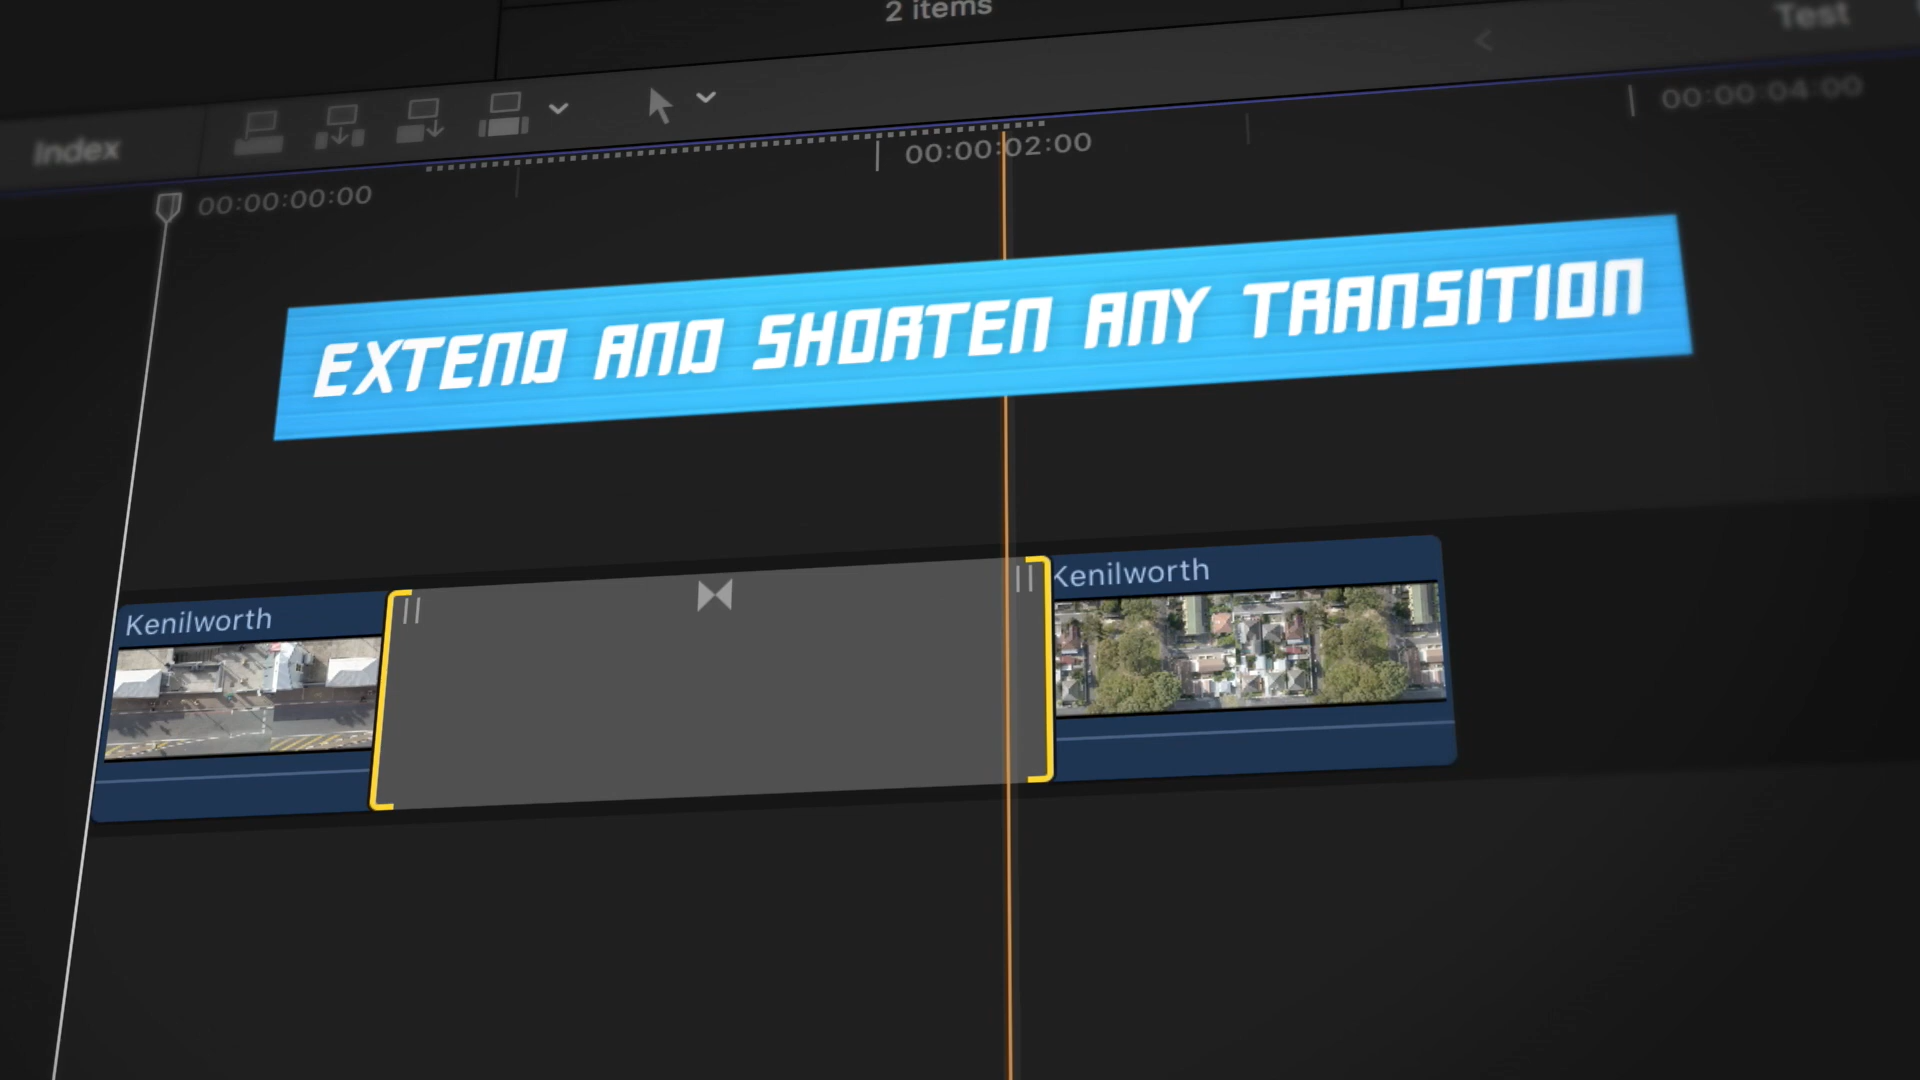 2 items
Test
Index
00:00:00:00
00:00:02:00
00:00:04:00
EXTEND AND SHORTEN ANY TRANSITION
Kenilworth
Kenilworth